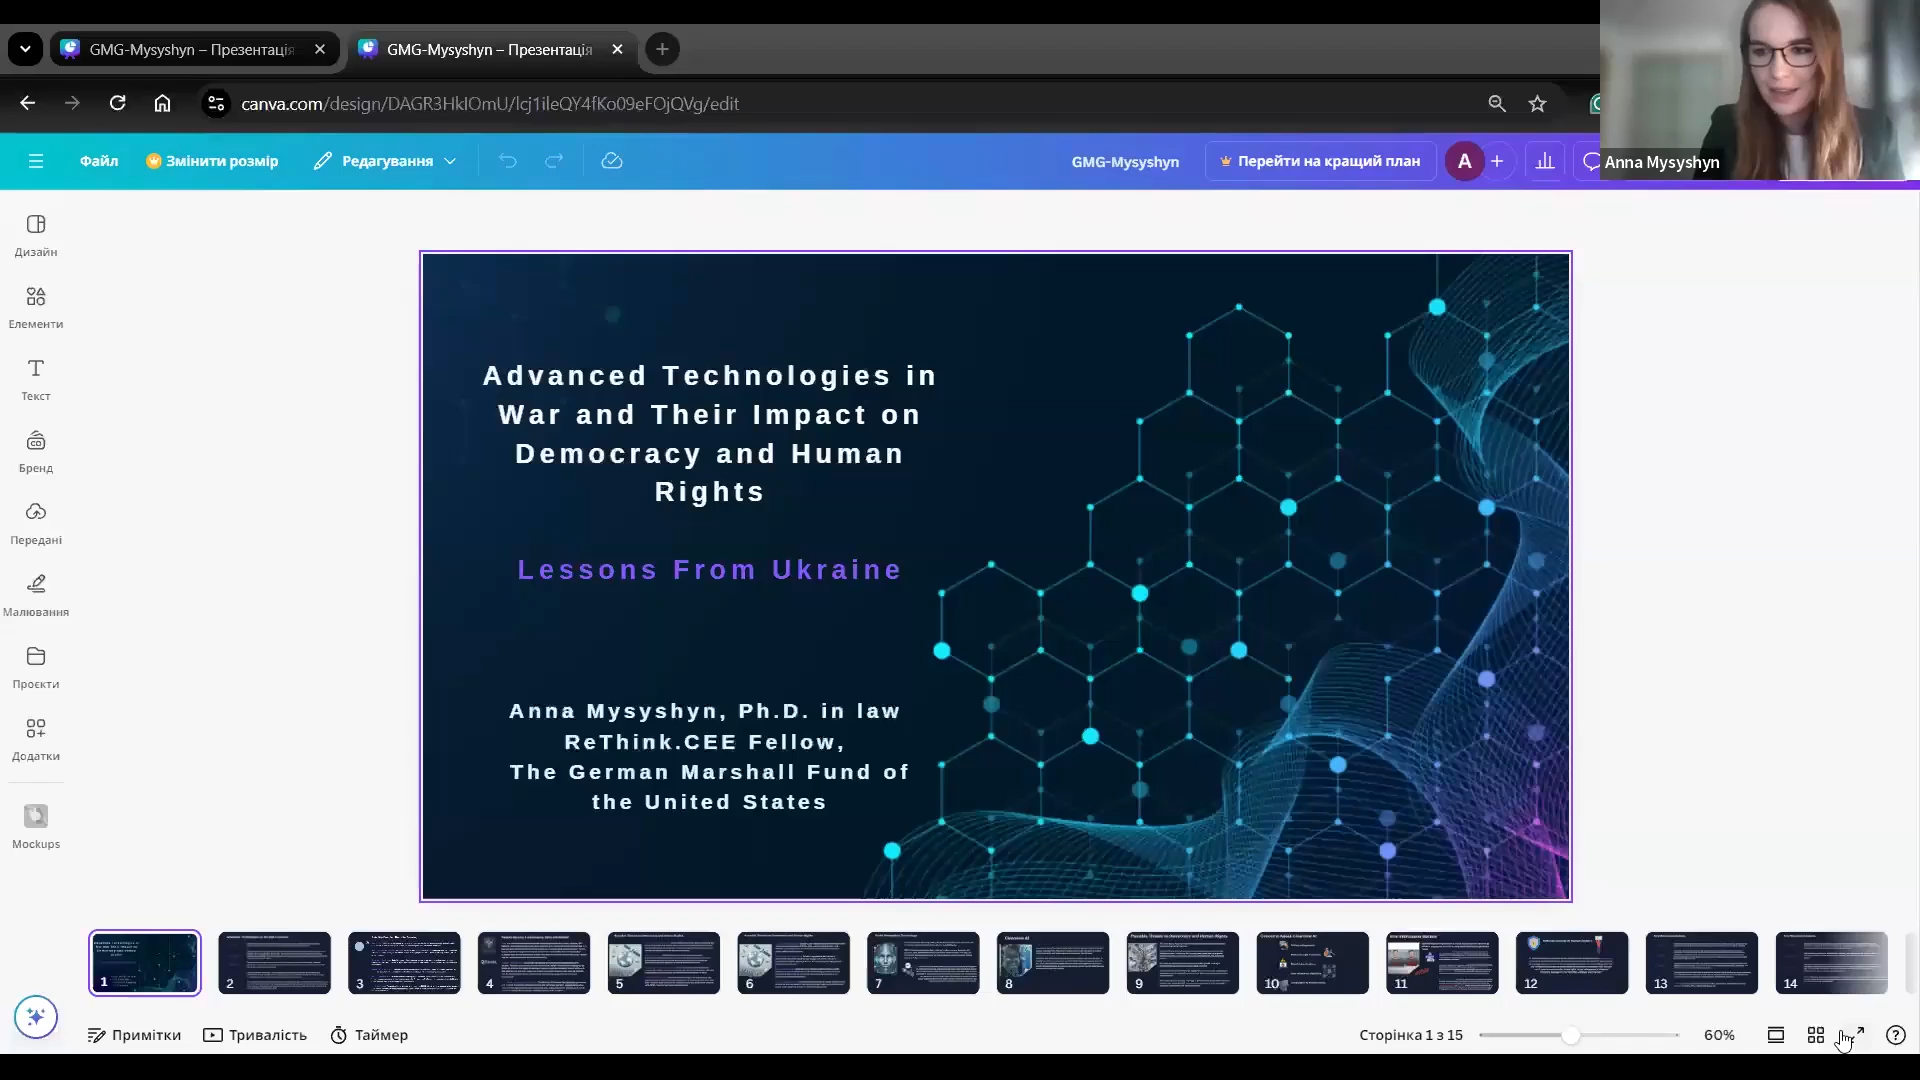 GMG-Mysyshyn – Презентація
GMG-Mysyshyn – Презентація
canva.com/design/DAGR3HkIOmU/lcj1ileQY4fKo09eFOjQVg/edit
Файл
Змінити розмір
Редагування
GMG-Mysyshyn
Перейти на кращий план
A
Anna Mysyshyn
Дизайн
Елементи
Текст
Бренд
Передані
Малювання
Проєкти
Додатки
Mockups
Advanced Technologies in
War and Their Impact on
Democracy and Human
Rights
Lessons From Ukraine
Anna Mysyshyn, Ph.D. in law
ReThink.CEE Fellow,
The German Marshall Fund of
the United States
1
2
3
4
5
6
7
8
9
10
11
12
13
14
Примітки
Тривалість
Таймер
Сторінка 1 з 15
60%